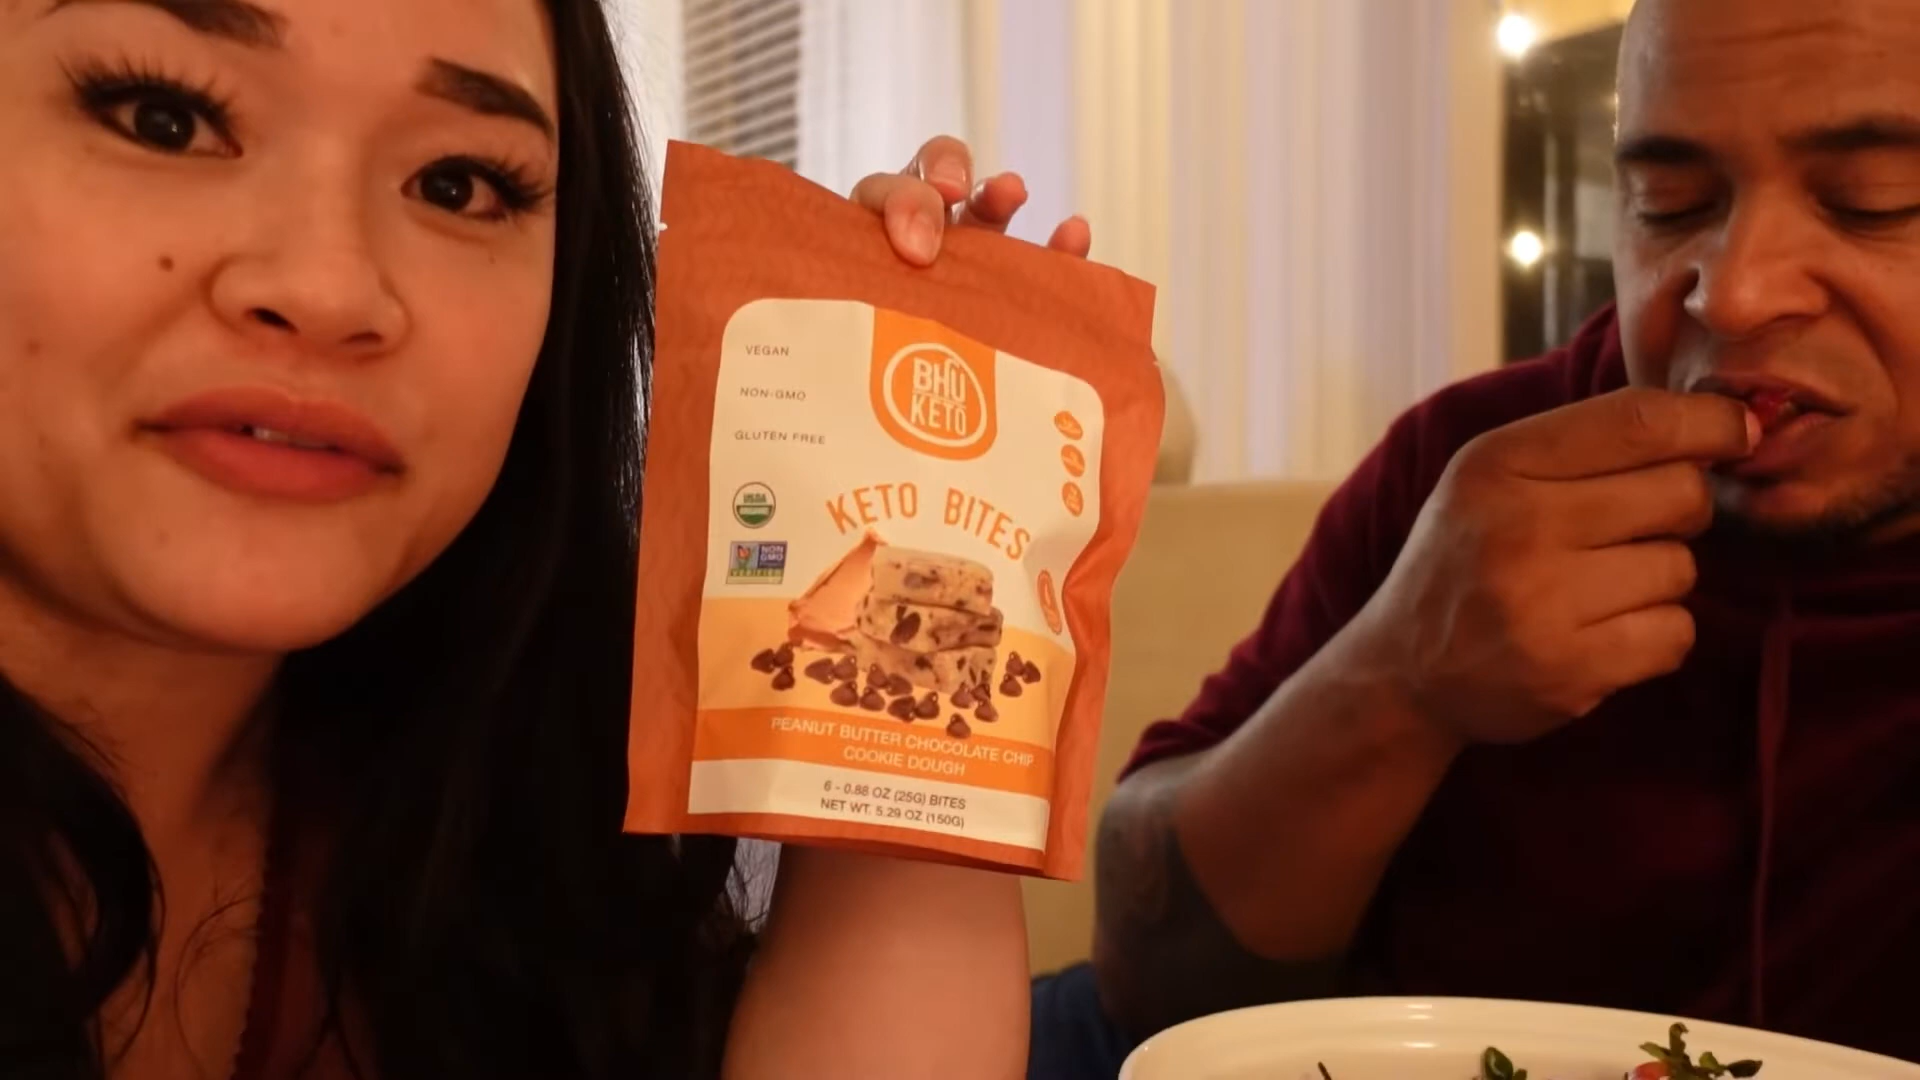 VEGAN
NON-GMO
GLUTEN FREE
BHU
KETO
USDA
ORGANIC
NON
GMO
VERIFIED
KETO BITES
PEANUT BUTTER CHOCOLATE CHIP
COOKIE DOUGH
6 - 0.88 OZ (25G) BITES
NET WT. 5.29 OZ (150G)